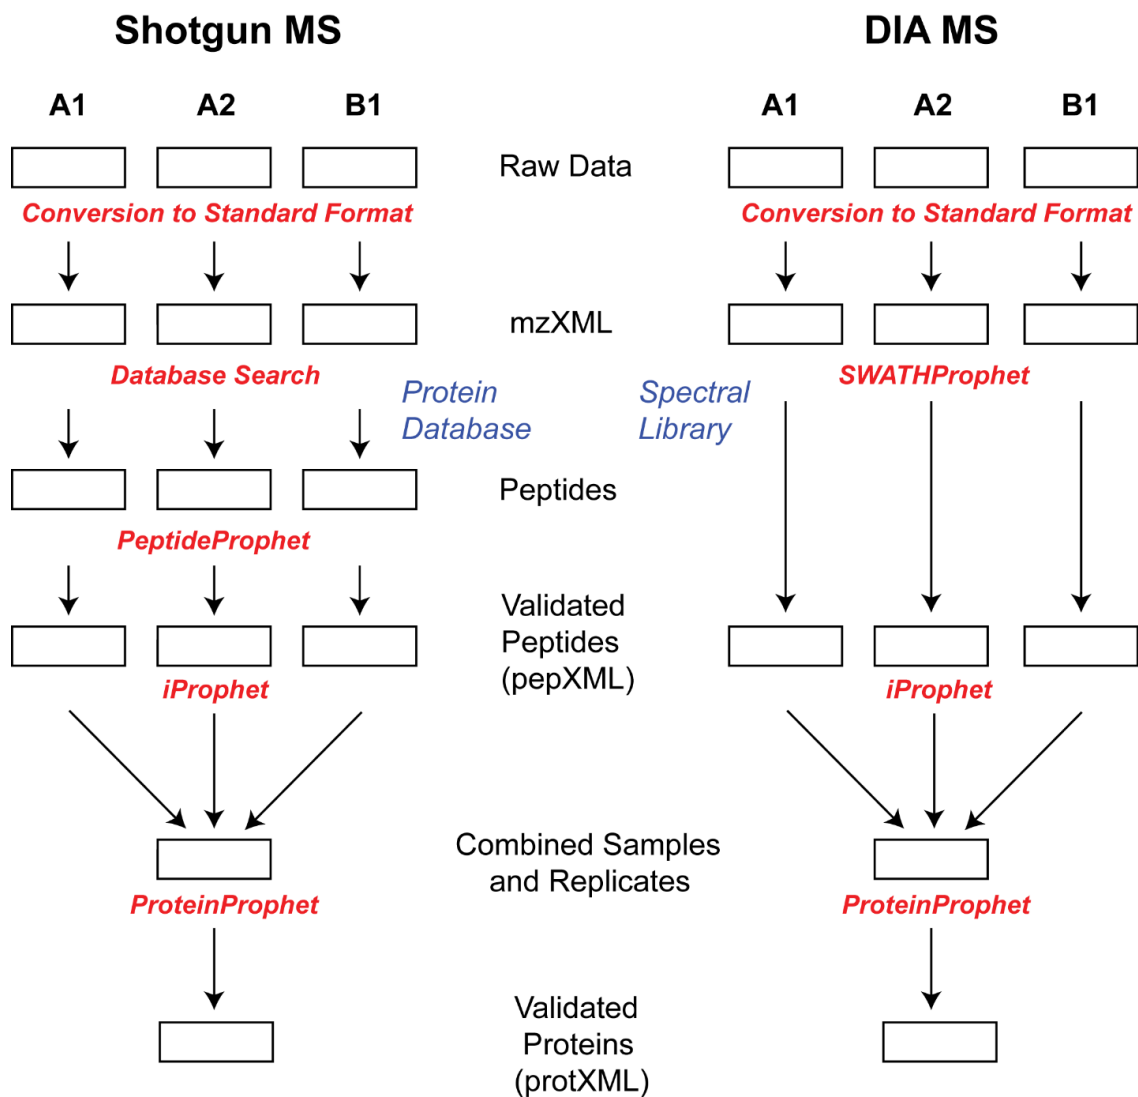 Shotgun MS
DIA MS
A1 A2 B1
A1 A2 B1
Raw Data
Conversion to Standard Format
Conversion to Standard Format
mzXML
Database Search
SWATHProphet
Protein
Database
Spectral
Library
Peptides
PeptideProphet
Validated
Peptides
(pepXML)
iProphet
iProphet
Combined Samples
and Replicates
ProteinProphet
ProteinProphet
Validated
Proteins
(protXML)